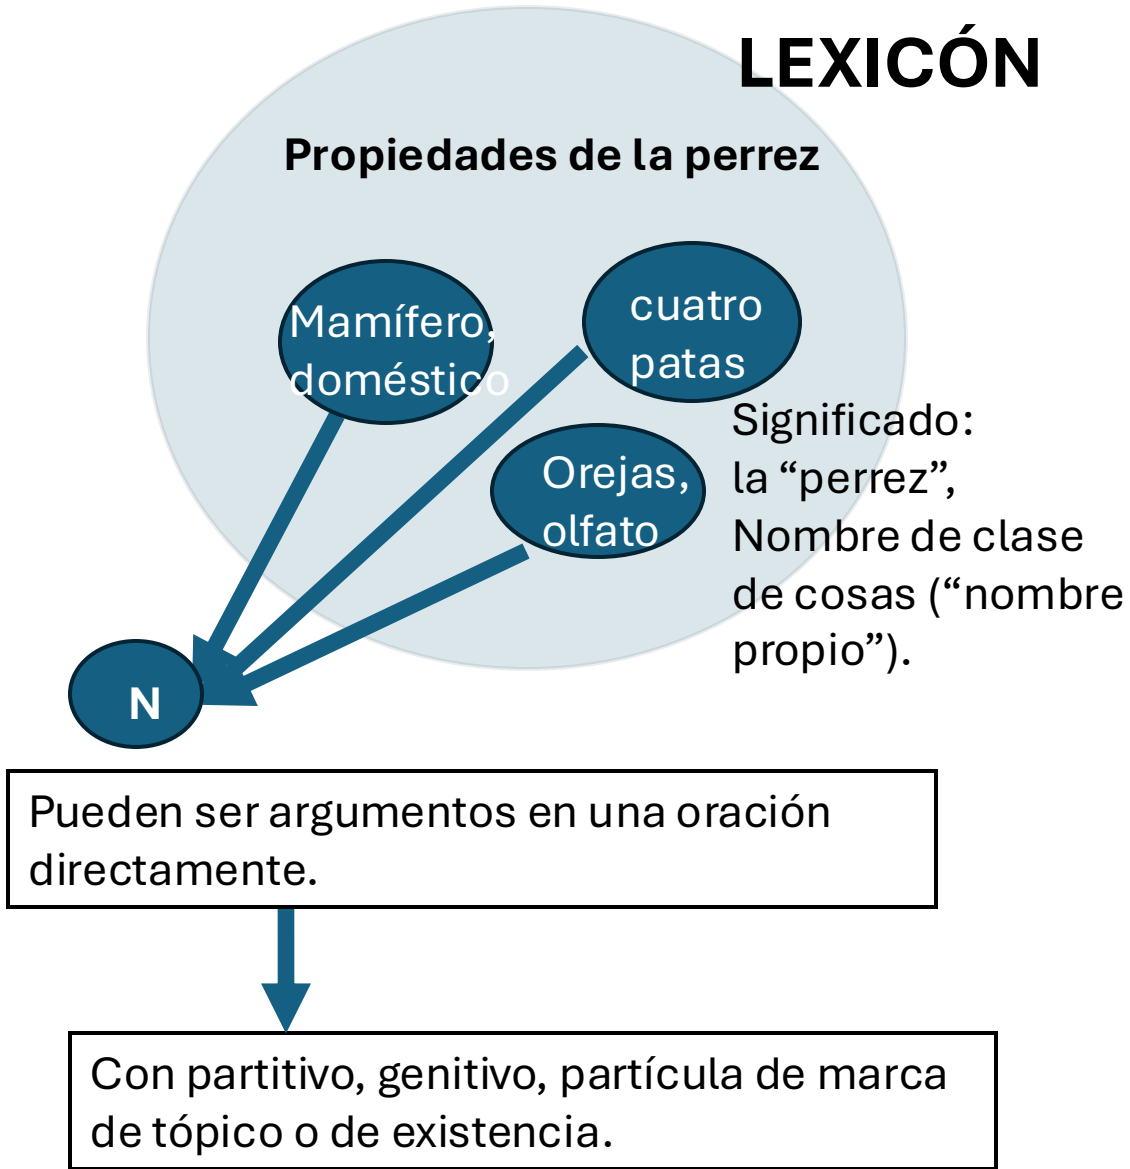 LEXICÓN
Propiedades de la perrez
Mamífero,
doméstico
cuatro
patas
Orejas,
olfato
Significado:
la “perrez”,
Nombre de clase
de cosas (“nombre
propio”).
N
Pueden ser argumentos en una oración
directamente.
Con partitivo, genitivo, partícula de marca
de tópico o de existencia.